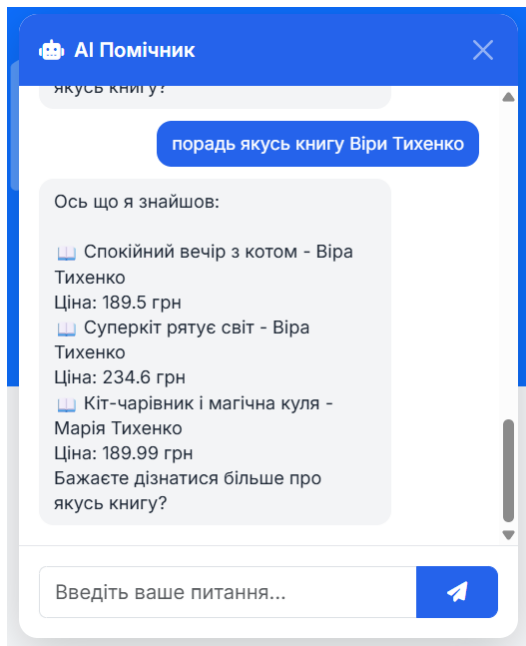 AI Помічник
якусь книгу?
порадь якусь книгу Віри Тихенко
Ось що я знайшов:
📖 Спокійний вечір з котом - Віра
Тихенко
Ціна: 189.5 грн
📖 Суперкіт рятує світ - Віра
Тихенко
Ціна: 234.6 грн
📖 Кіт-чарівник і магічна куля -
Марія Тихенко
Ціна: 189.99 грн
Бажаєте дізнатися більше про
якусь книгу?
Введіть ваше питання...